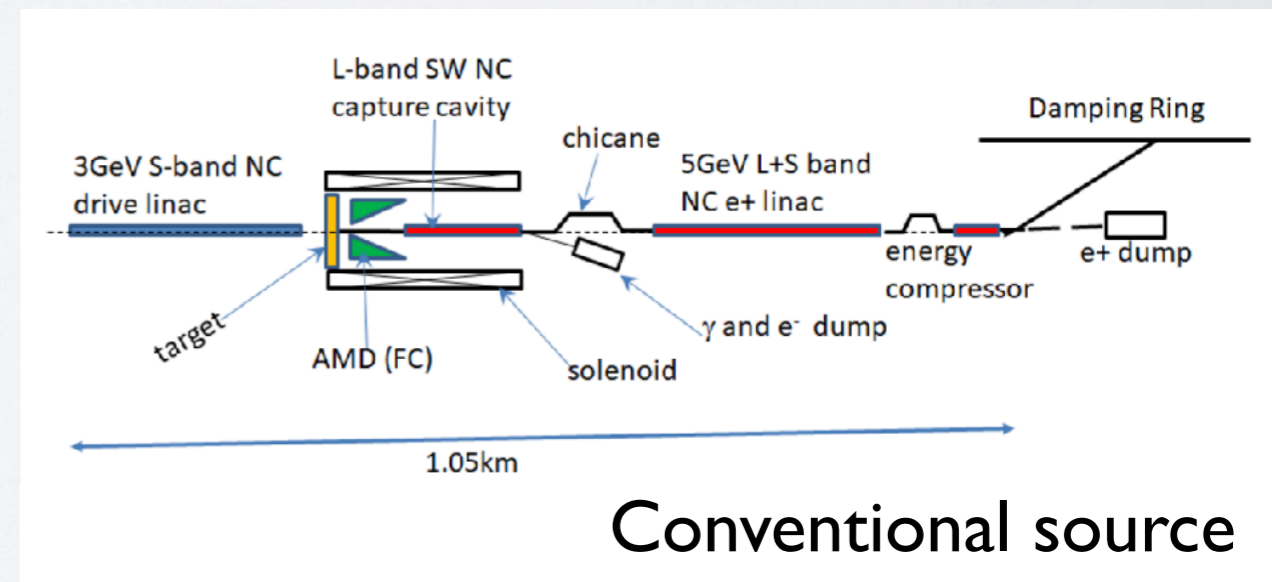 L-band SW NC
capture cavity
Damping Ring
chicane
3GeV S-band NC
drive linac
5GeV L+S band
NC e+ linac
energy
compressor
e+ dump
target
AMD (FC)
γ and e- dump
solenoid
1.05km
Conventional source